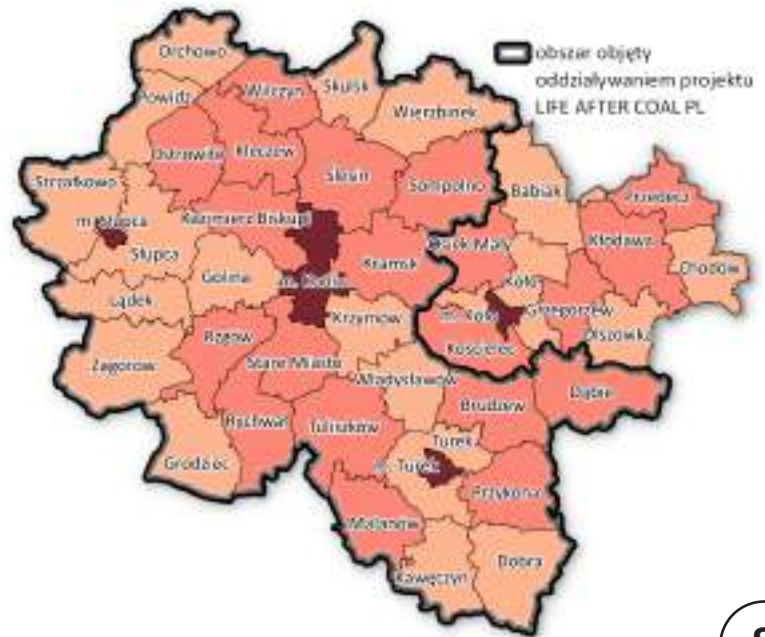 obszar objęty
oddziaływaniem projektu
LIFE AFTER COAL PL
Orchowo
Powidz
Wilczyn
Skulsk
Wierzbinek
Ostrowite
Kleczew
Ślesin
Sompolno
Babiak
Przedecz
Strzałkowo
m. Słupca
Kazimierz Biskupi
Kłodawa
Osiek Mały
Kramsk
Chodów
Słupca
Golina
Koło
Lądek
m. Koło
Grzegorzew
Krzymów
Olszówka
Kościelec
Rzgów
Zagórów
Stare Miasto
Władysławów
Dąbie
Brudzew
Rychwał
Tuliszków
Turek
Grodziec
m. Turek
Przykona
Malanów
Dobra
Kawęczyn